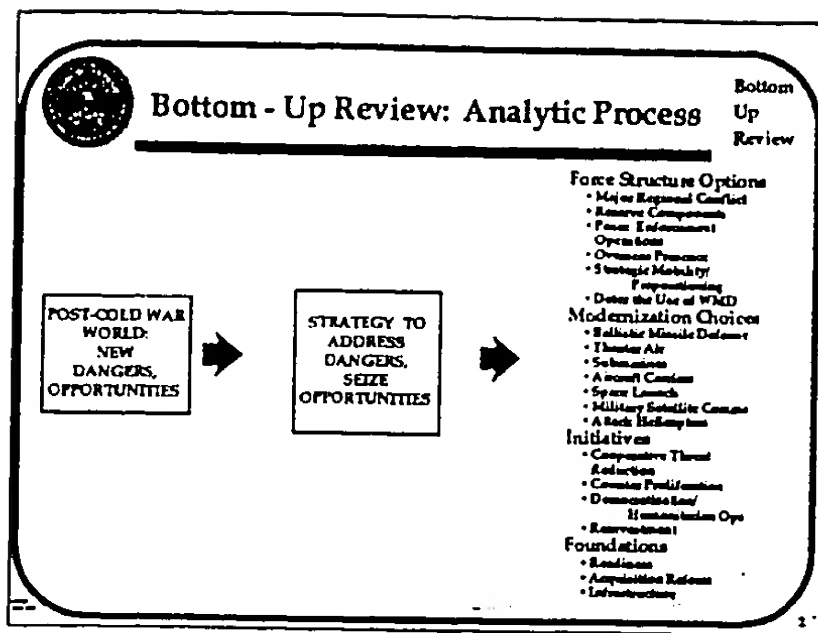 Bottom - Up Review: Analytic Process
Bottom
Up
Review
POST-COLD WAR
WORLD:
NEW
DANGERS,
OPPORTUNITIES
STRATEGY TO
ADDRESS
DANGERS,
SEIZE
OPPORTUNITIES
Force Structure Options
• Major Regional Conflict
• Reserve Components
• Peace Enforcement
Operations
• Overseas Presence
• Strategic Mobility/
Prepositioning
• Deter the Use of WMD
Modernization Choices
• Ballistic Missile Defense
• Theater Air
• Submarines
• Aircraft Carriers
• Space Launch
• Military Satellite Comms
• Attack Helicopters
Initiatives
• Cooperative Threat
Reduction
• Counter Proliferation
• Humanitarian Ops
• Reinvestment
Foundations
• Readiness
• Acquisition Reform
• Infrastructure
2